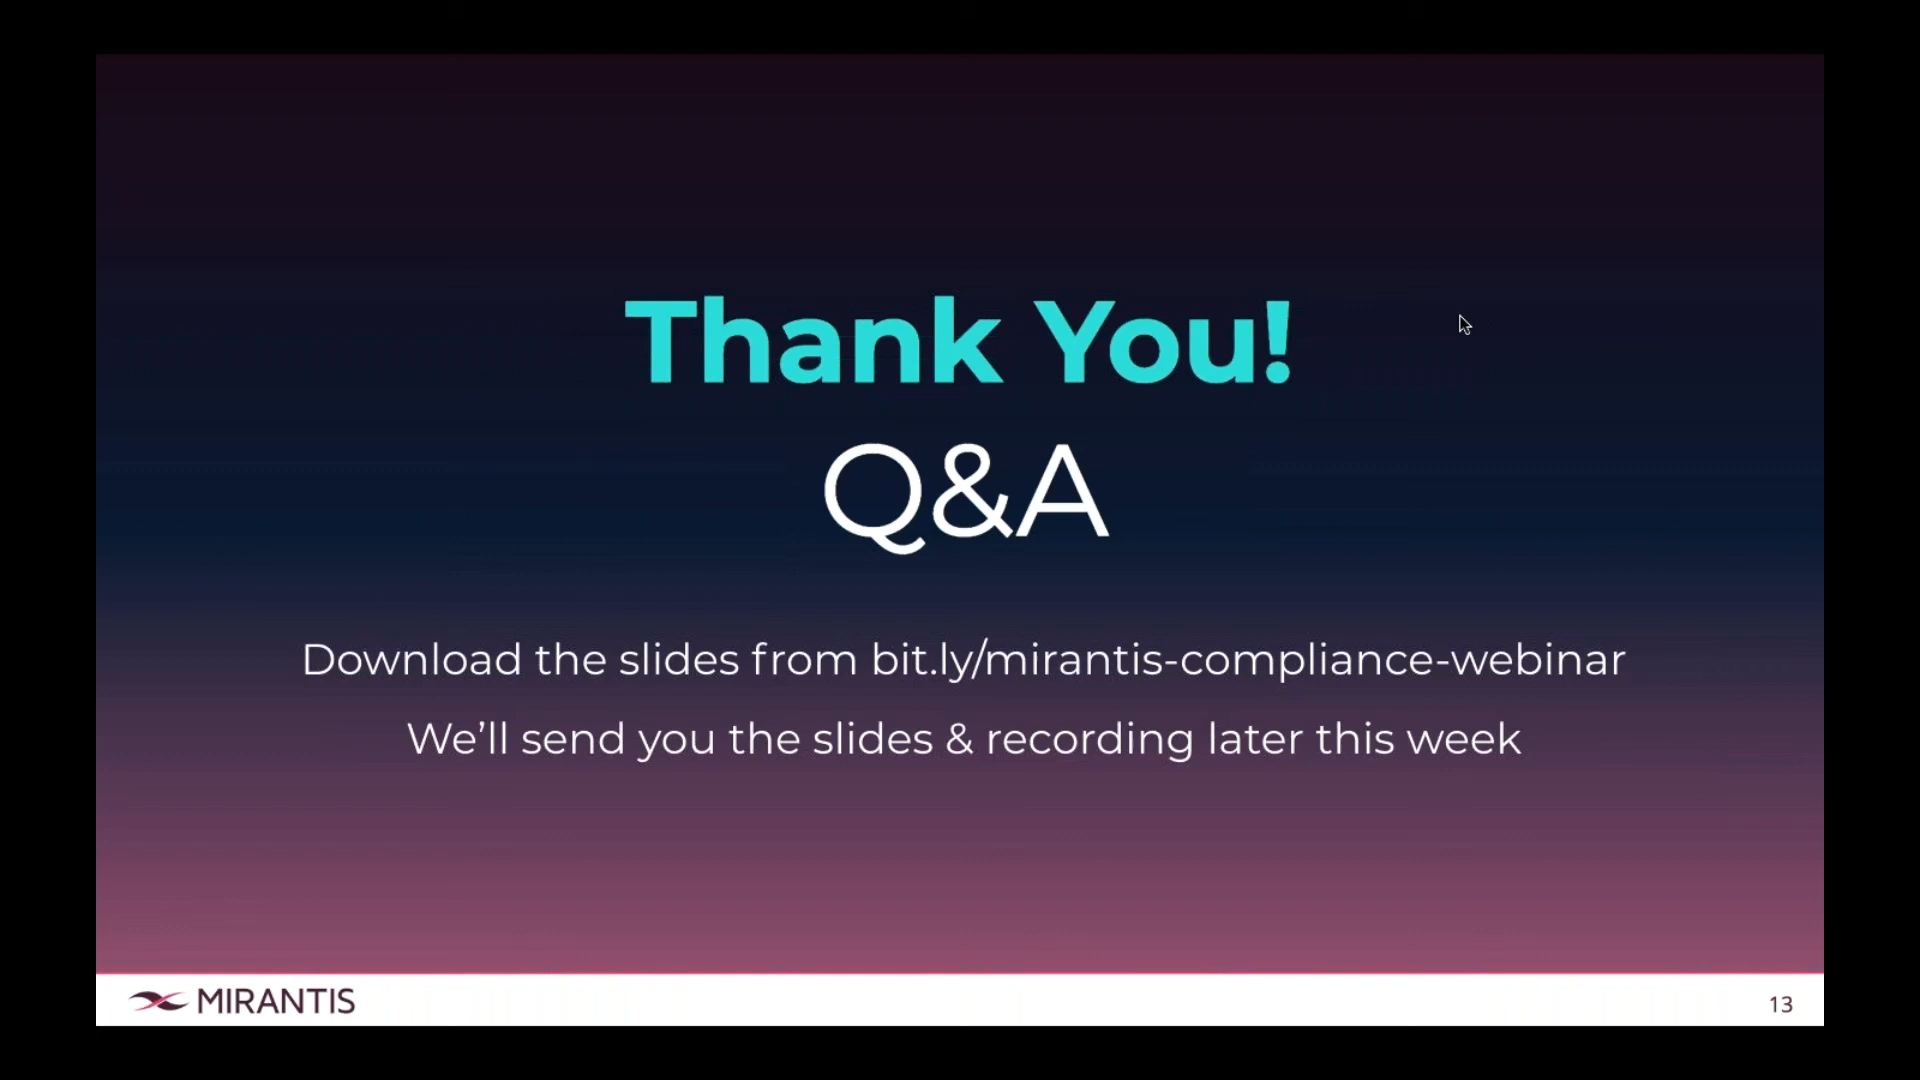 Thank You!
Q&A
Download the slides from bit.ly/mirantis-compliance-webinar
We’ll send you the slides & recording later this week
MIRANTIS
13